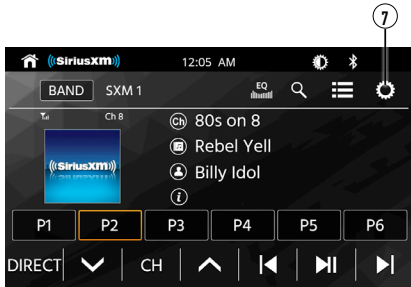 7
((SiriusXM)) 12:05 AM
BAND SXM 1 EQ
Ch 8
Ch 80s on 8
Rebel Yell
((SiriusXM)) Billy Idol
i
P1 P2 P3 P4 P5 P6
DIRECT CH